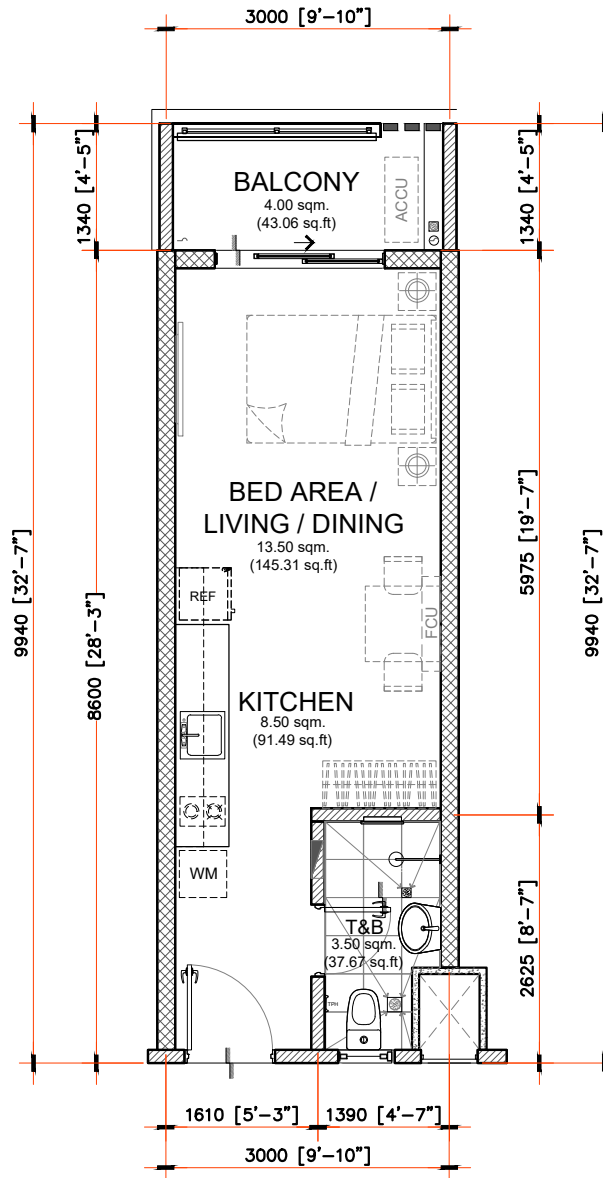 3000 [9'-10"]
1340 [4'-5"]
1340 [4'-5"]
BALCONY
4.00 sqm.
(43.06 sq.ft)
ACCU
BED AREA /
LIVING / DINING
13.50 sqm.
(145.31 sq.ft)
9940 [32'-7"]
8600 [28'-3"]
5975 [19'-7"]
9940 [32'-7"]
REF
FCU
KITCHEN
8.50 sqm.
(91.49 sq.ft)
WM
T&B
3.50 sqm.
(37.67 sq.ft)
TPH
2625 [8'-7"]
1610 [5'-3"]
1390 [4'-7"]
3000 [9'-10"]